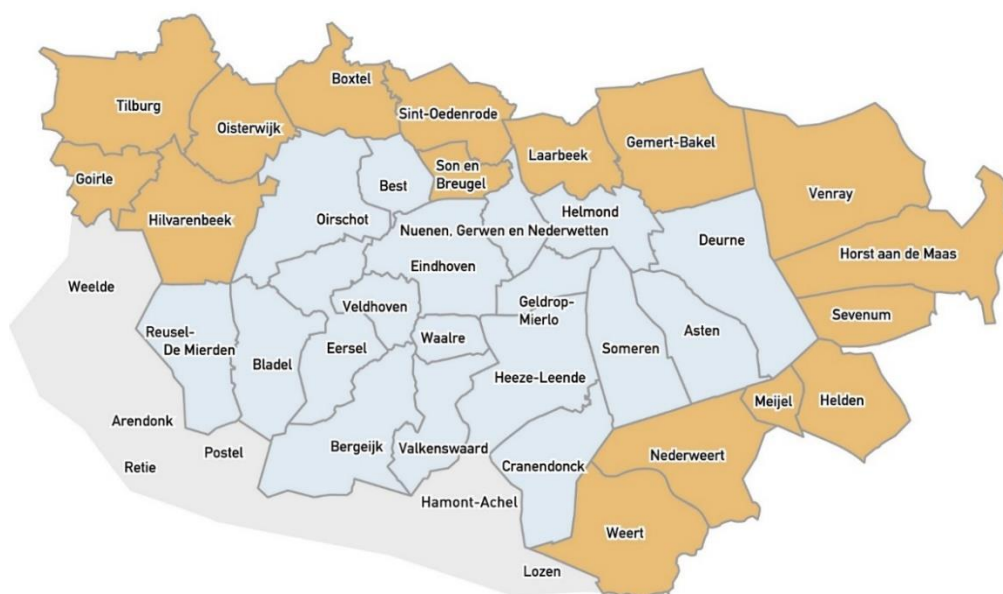 Boxtel
Tilburg
Sint-Oedenrode
Oisterwijk
Gemert-Bakel
Laarbeek
Son en
Breugel
Goirle
Best
Venray
Hilvarenbeek
Oirschot
Helmond
Nuenen, Gerwen en Nederwetten
Deurne
Horst aan de Maas
Eindhoven
Weelde
Veldhoven
Geldrop-
Mierlo
Sevenum
Reusel-
De Mierden
Bladel
Eersel
Waalre
Someren
Asten
Heeze-Leende
Meijel
Helden
Arendonk
Postel
Bergeijk
Valkenswaard
Nederweert
Retie
Cranendonck
Hamont-Achel
Weert
Lozen